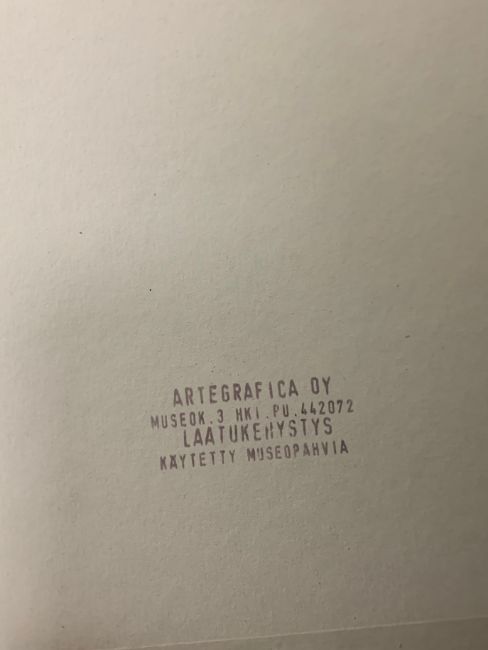 ARTEGRAFICA OY
MUSEOK.3 HKI.PU.442072
LAATUKEHYSTYS
KÄYTETTY MUSEOPAHVIA